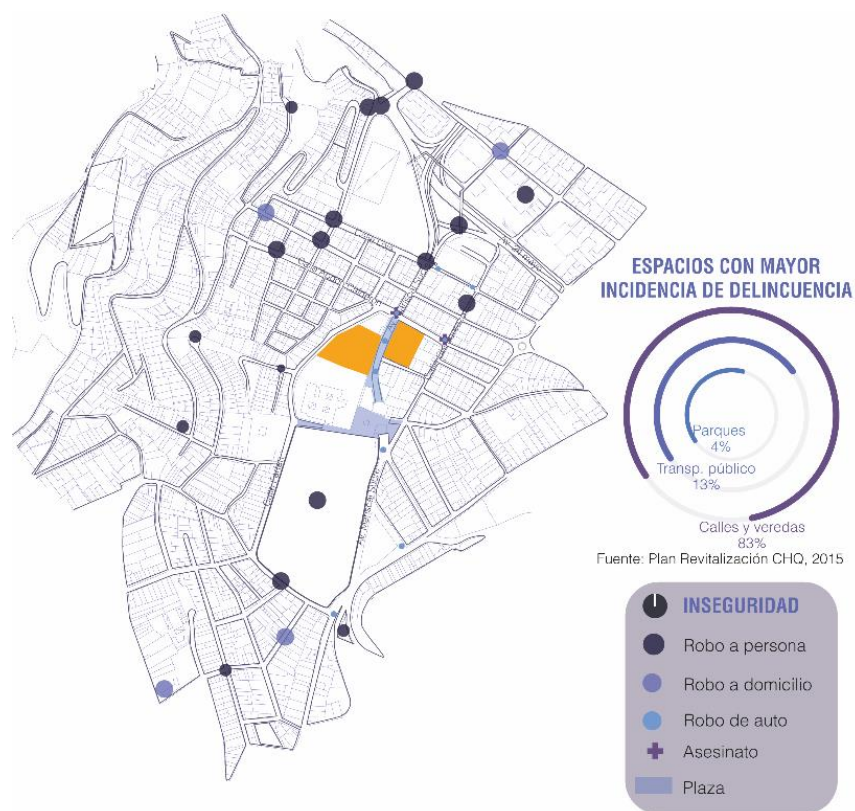 ESPACIOS CON MAYOR
INCIDENCIA DE DELINCUENCIA
Parques
4%
Transp. público
13%
Calles y veredas
83%
Fuente: Plan Revitalización CHQ, 2015
INSEGURIDAD
Robo a persona
Robo a domicilio
Robo de auto
Asesinato
Plaza